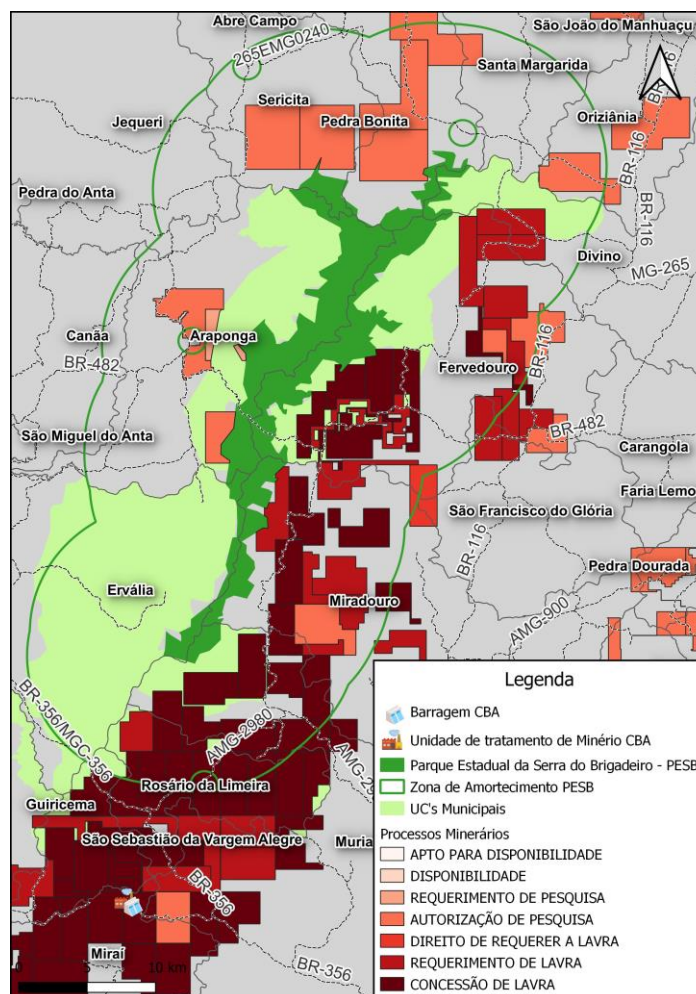 Abre Campo
São João do Manhuaçu
265EMG0240
Santa Margarida
Sericita
Jequeri
Pedra Bonita
Oriziânia
BR-116
Pedra do Anta
BR-116
Divino
MG-265
Canãa
Araponga
BR-482
Fervedouro
BR-116
São Miguel do Anta
BR-482
Carangola
Faria Lemo
São Francisco do Glória
BR-116
Pedra Dourada
Ervália
Miradouro
AMG-900
BR-356/MGC-356
AMG-2980
AMG-29
Rosário da Limeira
Guiricema
São Sebastião da Vargem Alegre
Muria
BR-356
Miraí
BR-356
0 5 10 km
Legenda
Barragem CBA
Unidade de tratamento de Minério CBA
Parque Estadual da Serra do Brigadeiro - PESB
Zona de Amortecimento PESB
UC's Municipais
Processos Minerários
APTO PARA DISPONIBILIDADE
DISPONIBILIDADE
REQUERIMENTO DE PESQUISA
AUTORIZAÇÃO DE PESQUISA
DIREITO DE REQUERER A LAVRA
REQUERIMENTO DE LAVRA
CONCESSÃO DE LAVRA